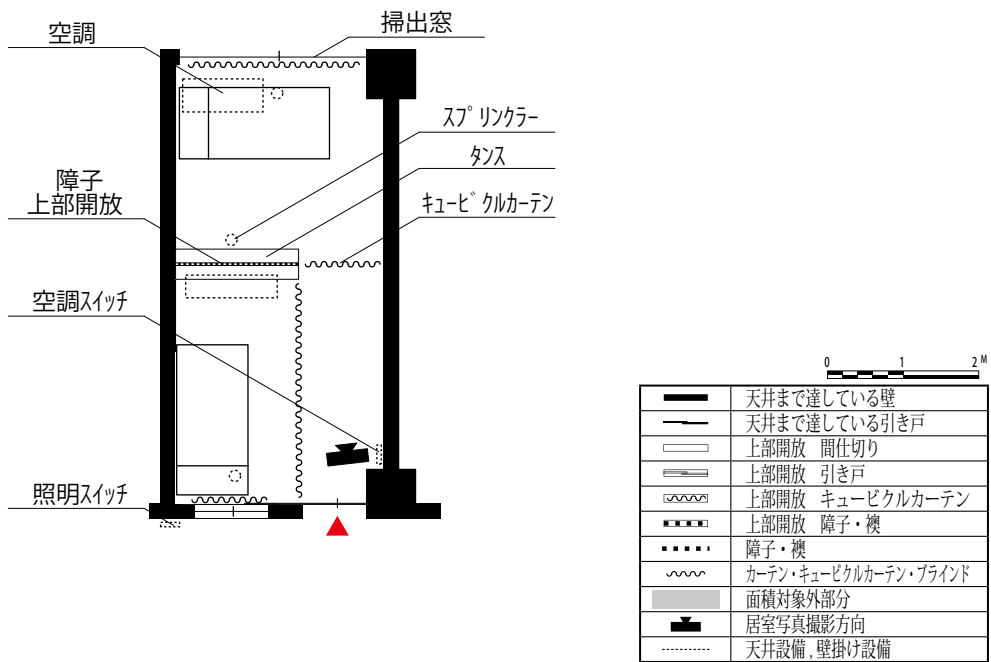 空調
掃出窓
スプリンクラー
タンス
障子
上部開放
キュービクルカーテン
空調スイッチ
照明スイッチ
0 1 2 M
天井まで達している壁
天井まで達している引き戸
上部開放 間仕切り
上部開放 引き戸
上部開放 キュービクルカーテン
上部開放 障子・襖
障子・襖
カーテン・キュービクルカーテン・ブラインド
面積対象外部分
居室写真撮影方向
天井設備,壁掛け設備